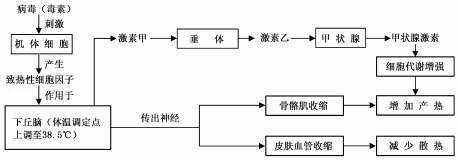 病毒（毒素）
刺激
机体细胞
产生
致热性细胞因子
作用于
下丘脑（体温调定点
上调至38.5℃）
激素甲
垂体
激素乙
甲状腺
甲状腺激素
细胞代谢增强
传出神经
骨骼肌收缩
增加产热
皮肤血管收缩
减少散热